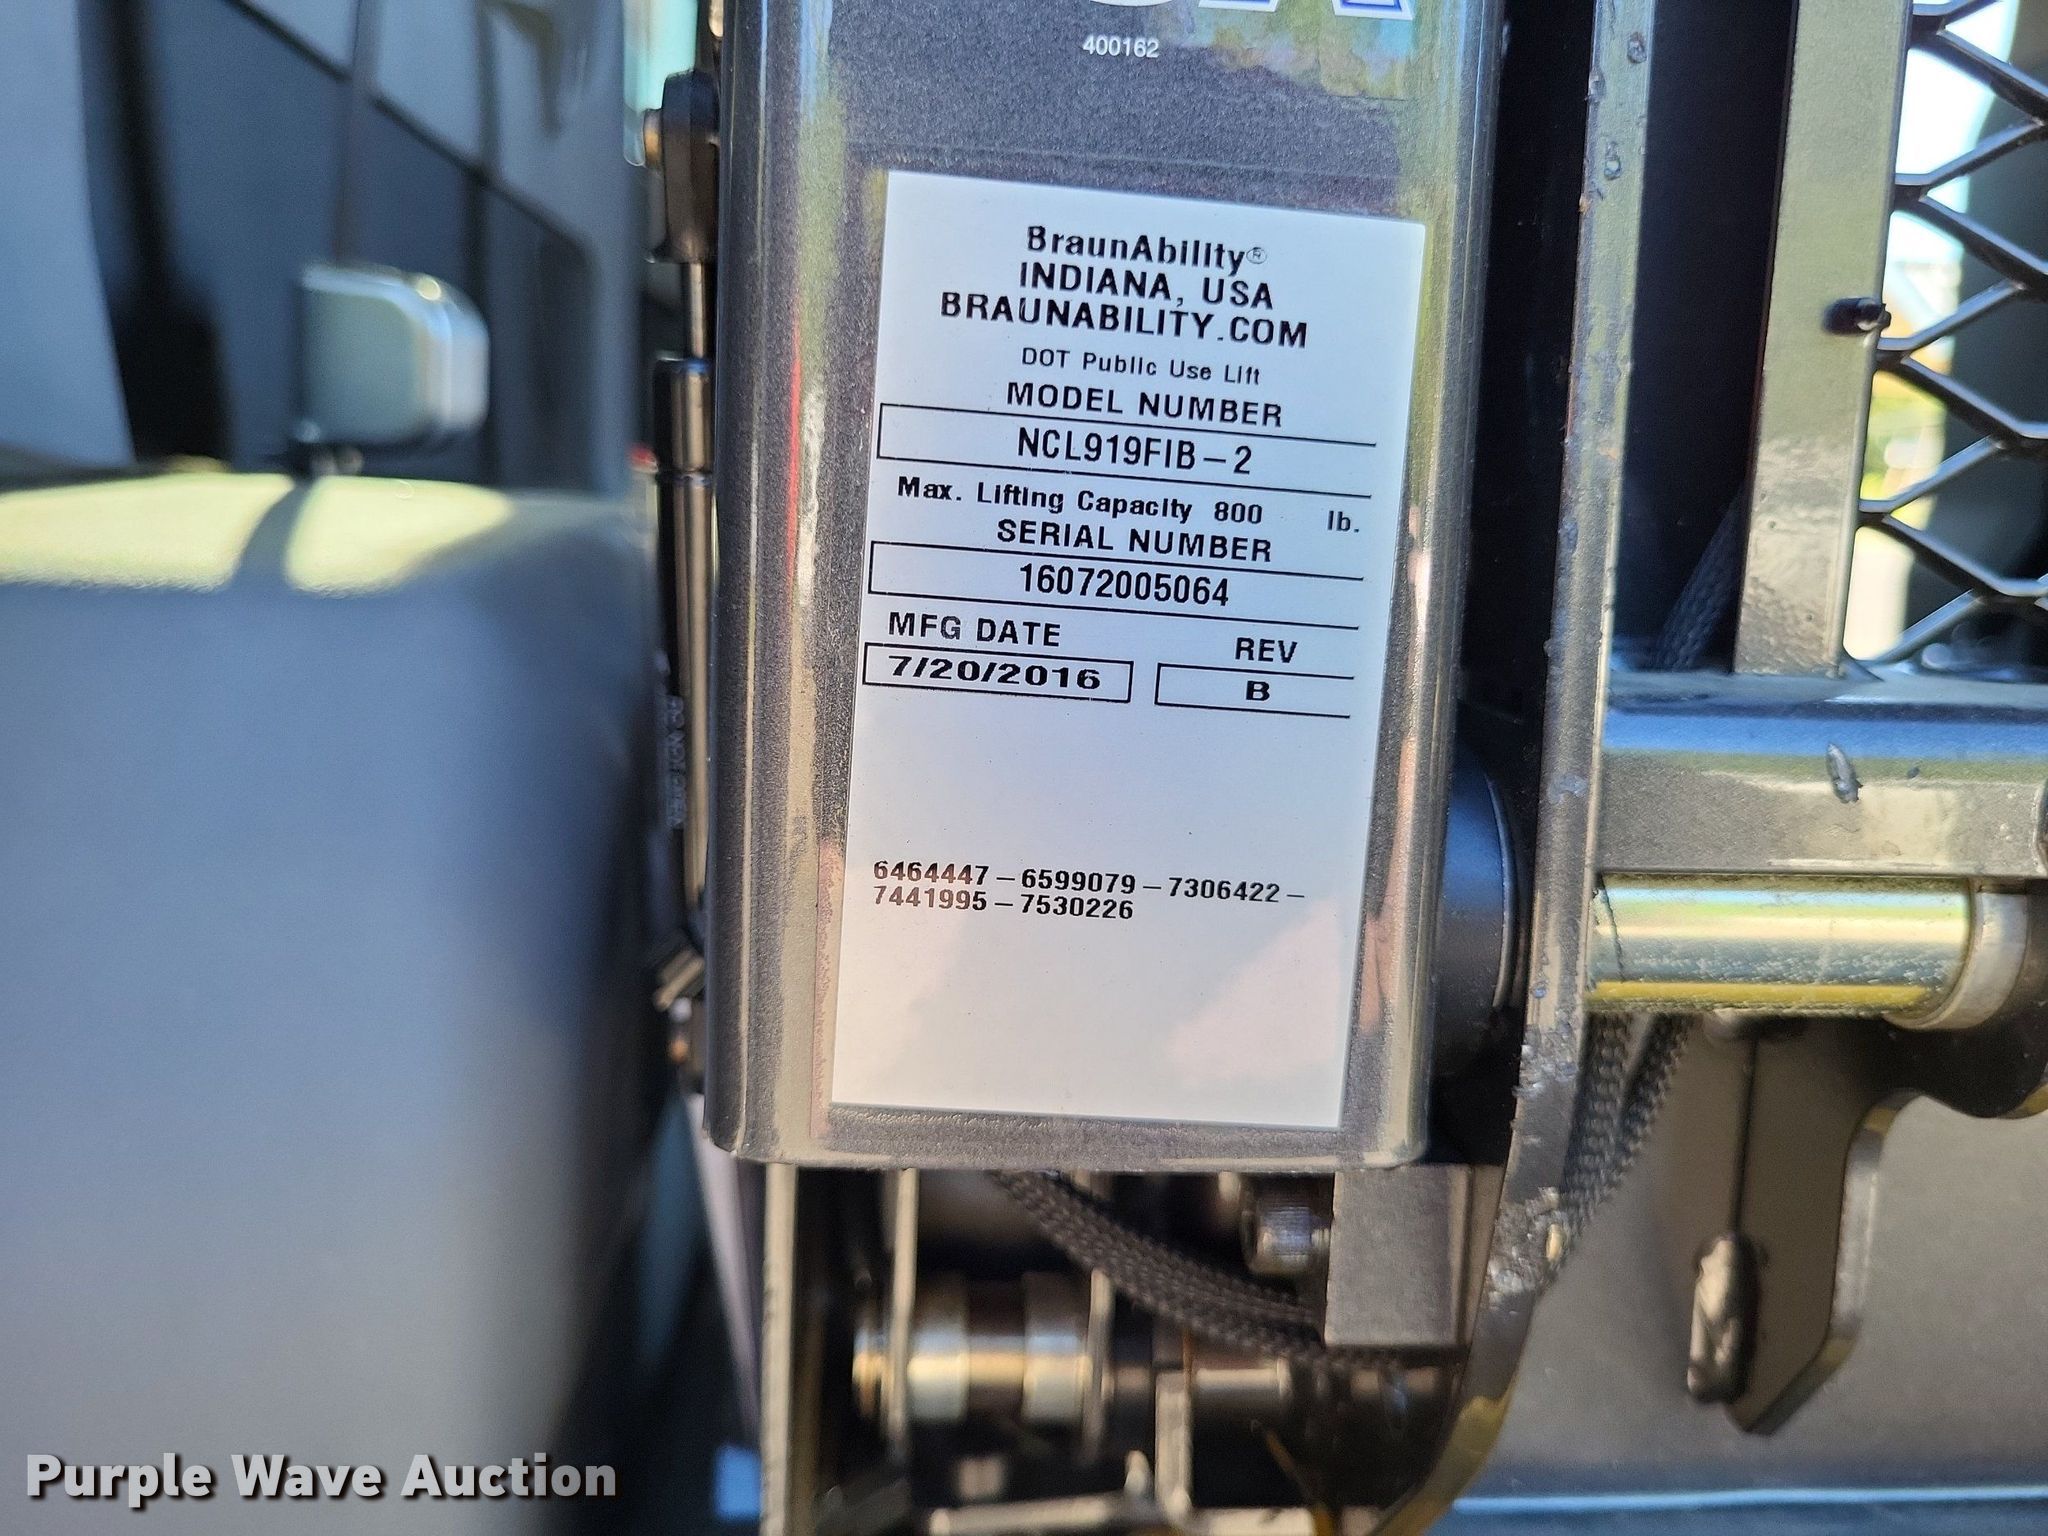 400162
BraunAbility®
INDIANA, USA
BRAUNABILITY.COM
DOT Public Use Lift
MODEL NUMBER
NCL919FIB-2
Max. Lifting Capacity 800 lb.
SERIAL NUMBER
16072005064
MFG DATE REV
7/20/2016 B
6464447-6599079-7306422-
7441995-7530226
Purple Wave Auction